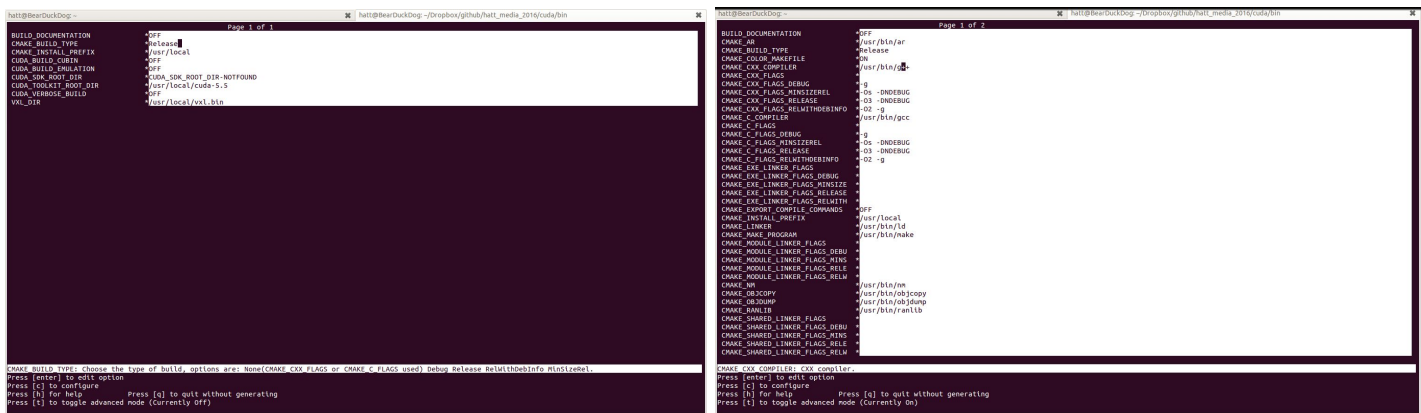 hatt@BearDuckDog: ~ ✖ hatt@BearDuckDog: ~/Dropbox/github/hatt_media_2016/cuda/bin ✖
Page 1 of 1
BUILD_DOCUMENTATION *OFF
CMAKE_BUILD_TYPE *Release
CMAKE_INSTALL_PREFIX */usr/local
CUDA_BUILD_CUBIN *OFF
CUDA_BUILD_EMULATION *OFF
CUDA_SDK_ROOT_DIR *CUDA_SDK_ROOT_DIR-NOTFOUND
CUDA_TOOLKIT_ROOT_DIR */usr/local/cuda-5.5
CUDA_VERBOSE_BUILD *OFF
VXL_DIR */usr/local/vxl.bin
CMAKE_BUILD_TYPE: Choose the type of build, options are: None(CMAKE_CXX_FLAGS or CMAKE_C_FLAGS used) Debug Release RelWithDebInfo MinSizeRel.
Press [enter] to edit option
Press [c] to configure
Press [h] for help Press [q] to quit without generating
Press [t] to toggle advanced mode (Currently Off)
hatt@BearDuckDog: ~ ✖ hatt@BearDuckDog: ~/Dropbox/github/hatt_media_2016/cuda/bin ✖
Page 1 of 2
BUILD_DOCUMENTATION *OFF
CMAKE_AR */usr/bin/ar
CMAKE_BUILD_TYPE *Release
CMAKE_COLOR_MAKEFILE *ON
CMAKE_CXX_COMPILER */usr/bin/g++
CMAKE_CXX_FLAGS *
CMAKE_CXX_FLAGS_DEBUG *-g
CMAKE_CXX_FLAGS_MINSIZEREL *-Os -DNDEBUG
CMAKE_CXX_FLAGS_RELEASE *-O3 -DNDEBUG
CMAKE_CXX_FLAGS_RELWITHDEBINFO *-O2 -g
CMAKE_C_COMPILER */usr/bin/gcc
CMAKE_C_FLAGS *
CMAKE_C_FLAGS_DEBUG *-g
CMAKE_C_FLAGS_MINSIZEREL *-Os -DNDEBUG
CMAKE_C_FLAGS_RELEASE *-O3 -DNDEBUG
CMAKE_C_FLAGS_RELWITHDEBINFO *-O2 -g
CMAKE_EXE_LINKER_FLAGS *
CMAKE_EXE_LINKER_FLAGS_DEBUG *
CMAKE_EXE_LINKER_FLAGS_MINSIZE *
CMAKE_EXE_LINKER_FLAGS_RELEASE *
CMAKE_EXE_LINKER_FLAGS_RELWITH *
CMAKE_EXPORT_COMPILE_COMMANDS *OFF
CMAKE_INSTALL_PREFIX */usr/local
CMAKE_LINKER */usr/bin/ld
CMAKE_MAKE_PROGRAM */usr/bin/make
CMAKE_MODULE_LINKER_FLAGS *
CMAKE_MODULE_LINKER_FLAGS_DEBU *
CMAKE_MODULE_LINKER_FLAGS_MINS *
CMAKE_MODULE_LINKER_FLAGS_RELE *
CMAKE_MODULE_LINKER_FLAGS_RELW *
CMAKE_NM */usr/bin/nm
CMAKE_OBJCOPY */usr/bin/objcopy
CMAKE_OBJDUMP */usr/bin/objdump
CMAKE_RANLIB */usr/bin/ranlib
CMAKE_SHARED_LINKER_FLAGS *
CMAKE_SHARED_LINKER_FLAGS_DEBU *
CMAKE_SHARED_LINKER_FLAGS_MINS *
CMAKE_SHARED_LINKER_FLAGS_RELE *
CMAKE_SHARED_LINKER_FLAGS_RELW *
CMAKE_CXX_COMPILER: CXX compiler.
Press [enter] to edit option
Press [c] to configure
Press [h] for help Press [q] to quit without generating
Press [t] to toggle advanced mode (Currently On)